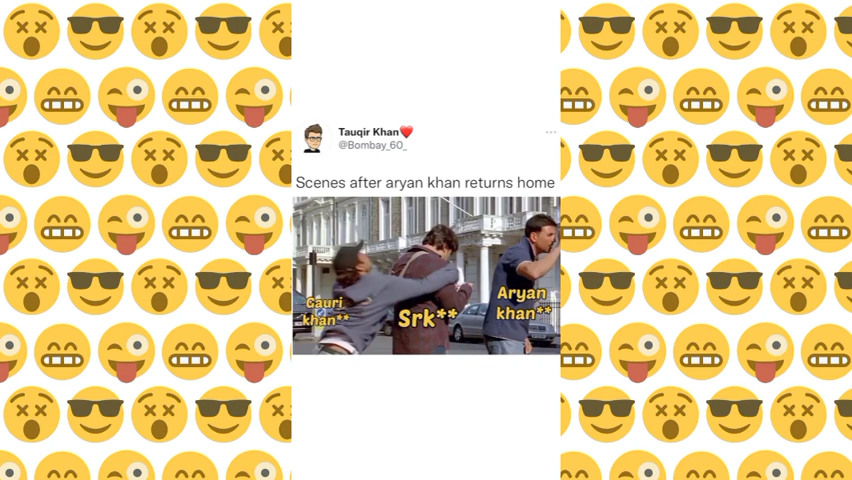 Tauqir Khan❤️
@Bombay_60_
Scenes after aryan khan returns home
Gauri
khan**
Srk**
Aryan
khan**